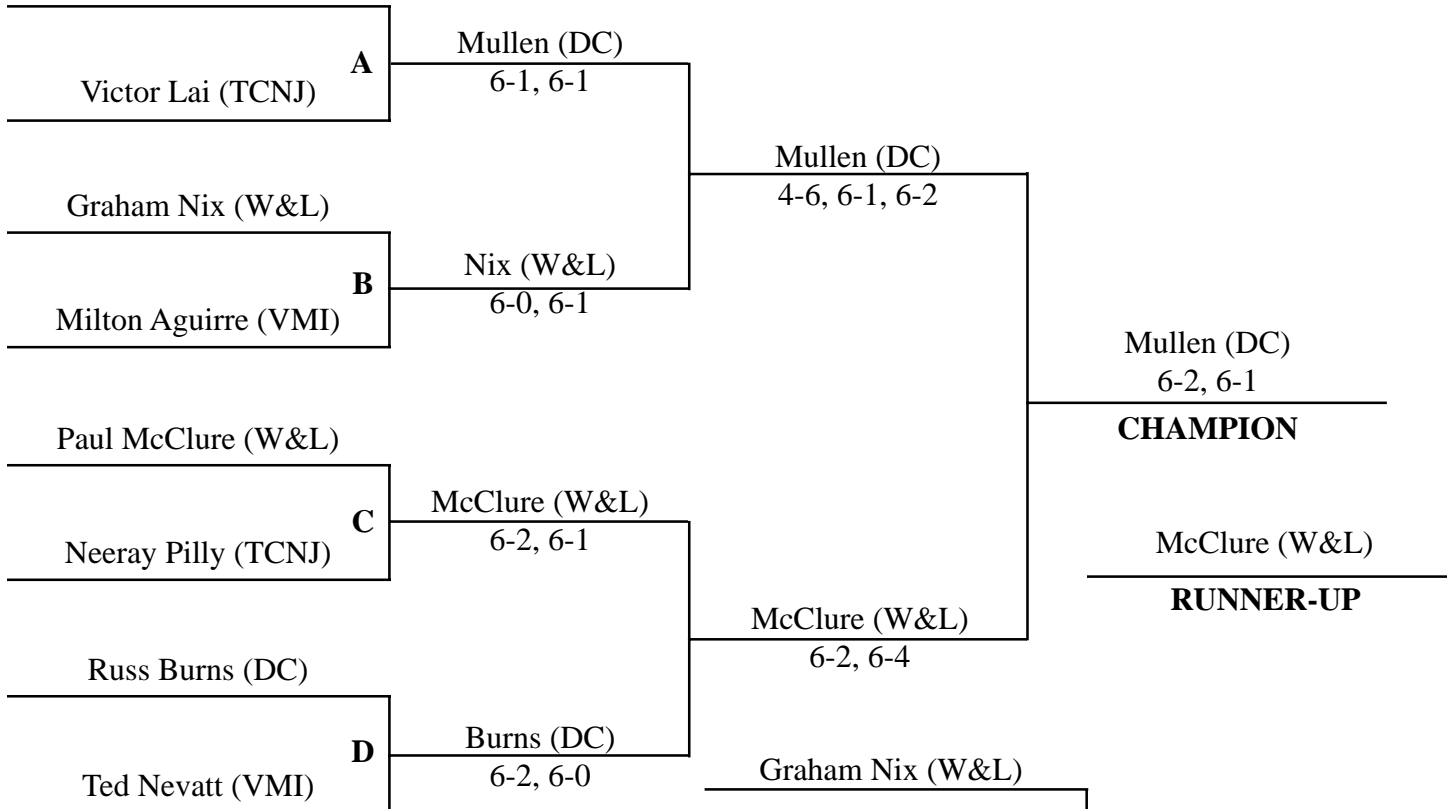 Mullen (DC)
A
6-1, 6-1
Victor Lai (TCNJ)
Mullen (DC)
4-6, 6-1, 6-2
Graham Nix (W&L)
Nix (W&L)
B
6-0, 6-1
Milton Aguirre (VMI)
Mullen (DC)
6-2, 6-1
CHAMPION
Paul McClure (W&L)
McClure (W&L)
C
6-2, 6-1
Neeray Pilly (TCNJ)
McClure (W&L)
RUNNER-UP
McClure (W&L)
6-2, 6-4
Russ Burns (DC)
Burns (DC)
D
6-2, 6-0
Ted Nevatt (VMI)
Graham Nix (W&L)